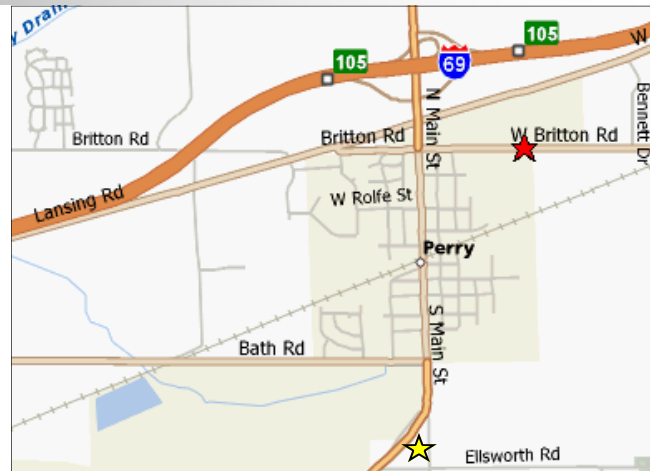 y Drain
105
105
69
W
Britton Rd
Britton Rd
N Main St
W Britton Rd
Bennett Dr
Lansing Rd
W Rolfe St
Perry
S Main St
Bath Rd
Ellsworth Rd